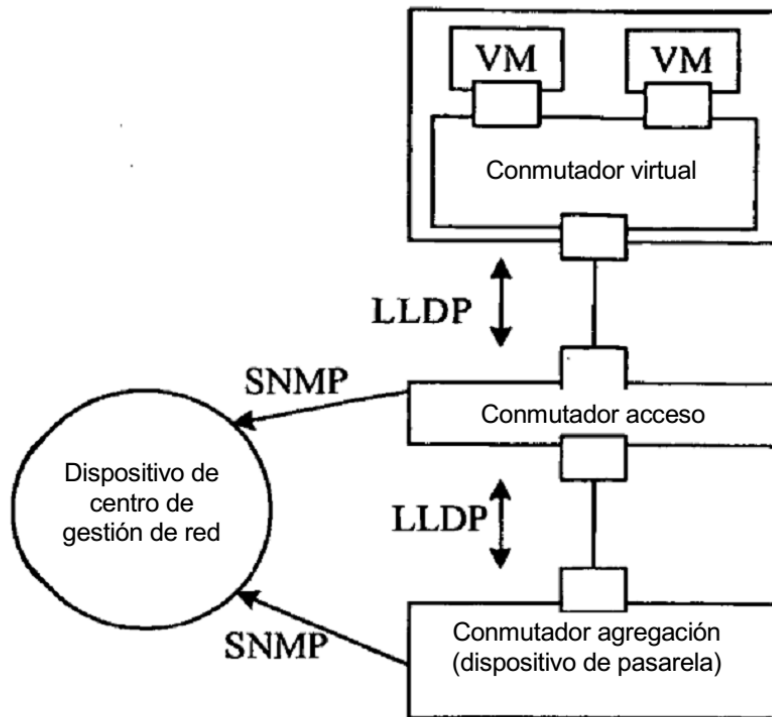 VM VM
Conmutador virtual
LLDP
SNMP
Conmutador acceso
Dispositivo de
centro de
gestión de red
LLDP
SNMP
Conmutador agregación
(dispositivo de pasarela)